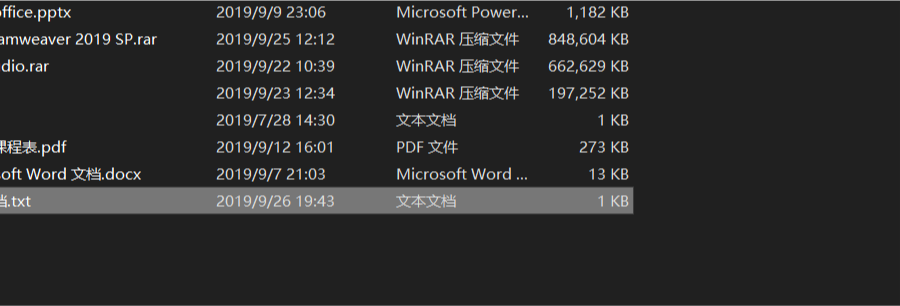 office.pptx 2019/9/9 23:06 Microsoft Power... 1,182 KB
amweaver 2019 SP.rar 2019/9/25 12:12 WinRAR 压缩文件 848,604 KB
dio.rar 2019/9/22 10:39 WinRAR 压缩文件 662,629 KB
2019/9/23 12:34 WinRAR 压缩文件 197,252 KB
2019/7/28 14:30 文本文档 1 KB
课程表.pdf 2019/9/12 16:01 PDF 文件 273 KB
soft Word 文档.docx 2019/9/7 21:03 Microsoft Word ... 13 KB
档.txt 2019/9/26 19:43 文本文档 1 KB